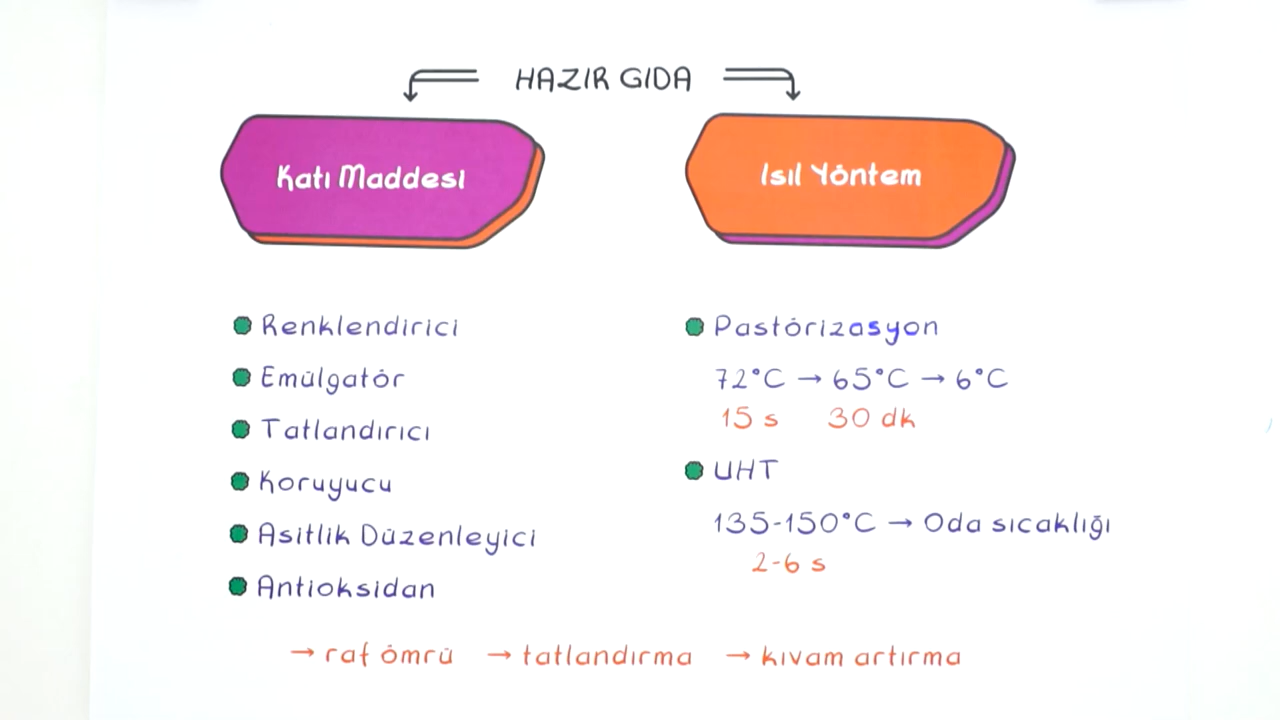 HAZIR GIDA
Katı Maddesi
Renklendirici
Emülgatör
Tatlandırıcı
Koruyucu
Asitlik Düzenleyici
Antioksidan
Isıl Yöntem
Pastörizasyon
72°C → 65°C → 6°C
15 s 30 dk
UHT
135-150°C → Oda sıcaklığı
2-6 s
→ raf ömrü → tatlandırma → kıvam artırma